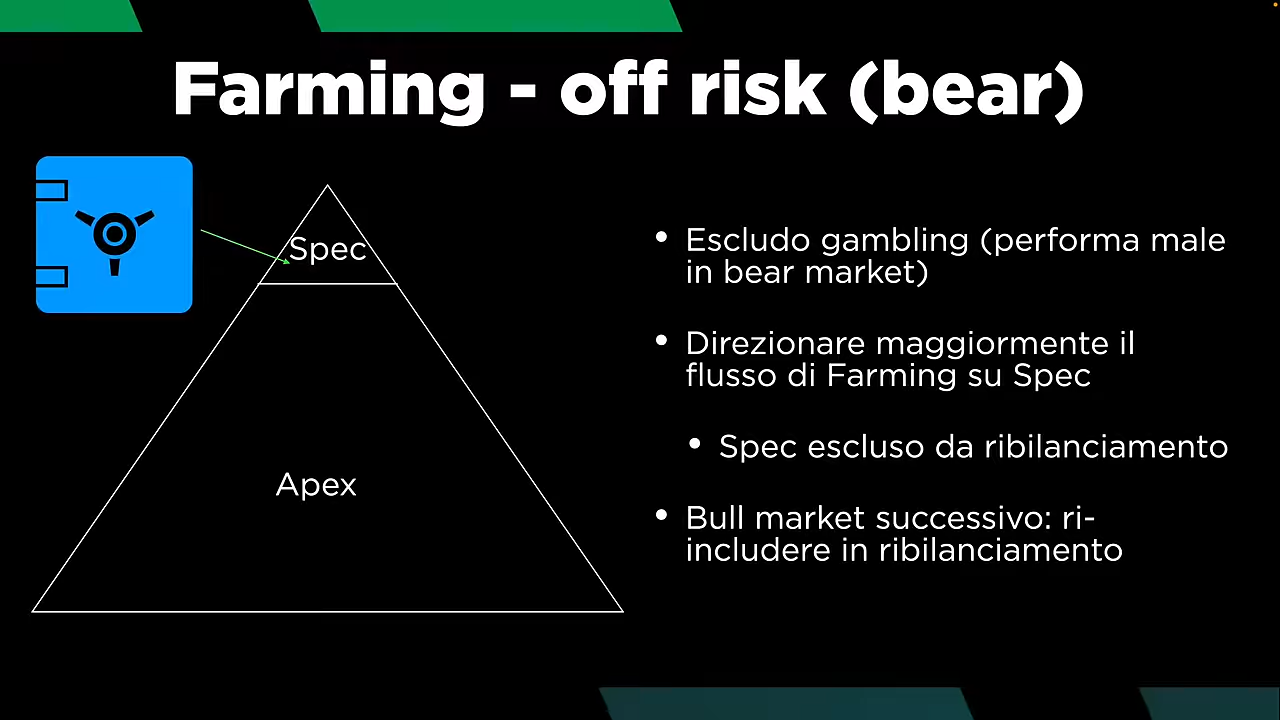 Farming - off risk (bear)
Spec
Apex
• Escludo gambling (performa male
in bear market)
• Direzionare maggiormente il
flusso di Farming su Spec
• Spec escluso da ribilanciamento
• Bull market successivo: ri-
includere in ribilanciamento